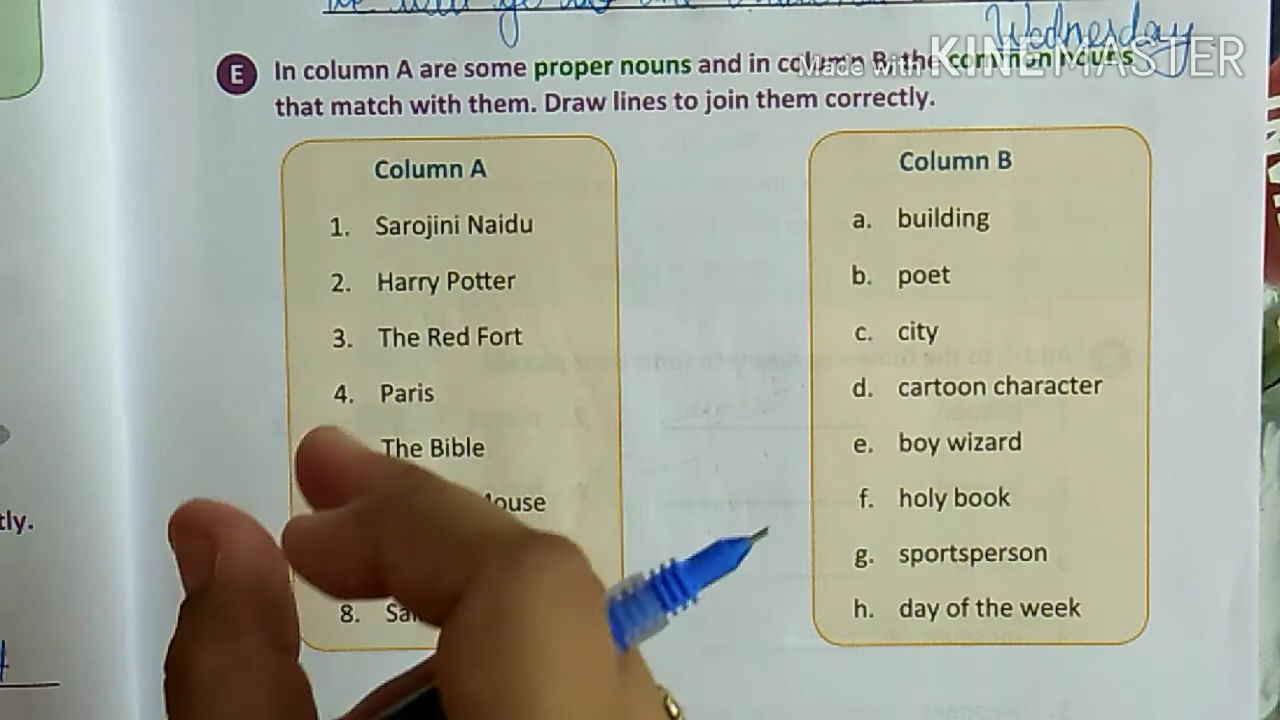 Wednesday
E In column A are some proper nouns and in column B, the common nouns
that match with them. Draw lines to join them correctly.
Made with KINEMASTER
Column A
1. Sarojini Naidu
2. Harry Potter
3. The Red Fort
4. Paris
The Bible
8.
Column B
a. building
b. poet
c. city
d. cartoon character
e. boy wizard
f. holy book
g. sportsperson
h. day of the week
tly.